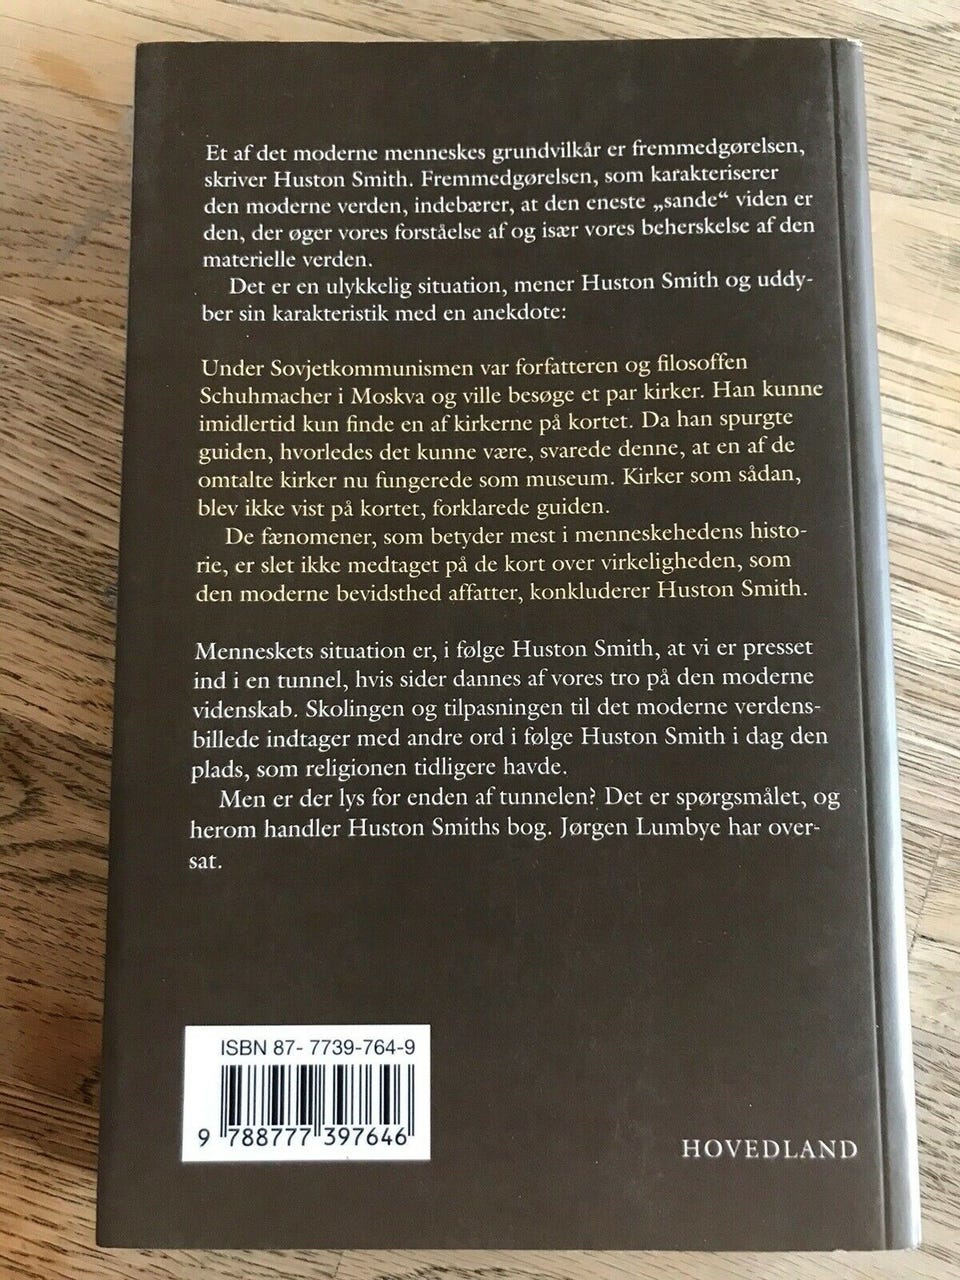 Et af det moderne menneskes grundvilkår er fremmedgørelsen,
skriver Huston Smith. Fremmedgørelsen, som karakteriserer
den moderne verden, indebærer, at den eneste „sande“ viden er
den, der øger vores forståelse af og især vores beherskelse af den
materielle verden.
Det er en ulykkelig situation, mener Huston Smith og uddy-
ber sin karakteristik med en anekdote:
Under Sovjetkommunismen var forfatteren og filosoffen
Schuhmacher i Moskva og ville besøge et par kirker. Han kunne
imidlertid kun finde en af kirkerne på kortet. Da han spurgte
guiden, hvorledes det kunne være, svarede denne, at en af de
omtalte kirker nu fungerede som museum. Kirker som sådan,
blev ikke vist på kortet, forklarede guiden.
De fænomener, som betyder mest i menneskehedens histo-
rie, er slet ikke medtaget på de kort over virkeligheden, som
den moderne bevidsthed affatter, konkluderer Huston Smith.
Menneskets situation er, i følge Huston Smith, at vi er presset
ind i en tunnel, hvis sider dannes af vores tro på den moderne
videnskab. Skolingen og tilpasningen til det moderne verdens-
billede indtager med andre ord i følge Huston Smith i dag den
plads, som religionen tidligere havde.
Men er der lys for enden af tunnelen? Det er spørgsmålet, og
herom handler Huston Smiths bog. Jørgen Lumbye har over-
sat.
ISBN 87- 7739-764-9
9 788777 397646
HOVEDLAND